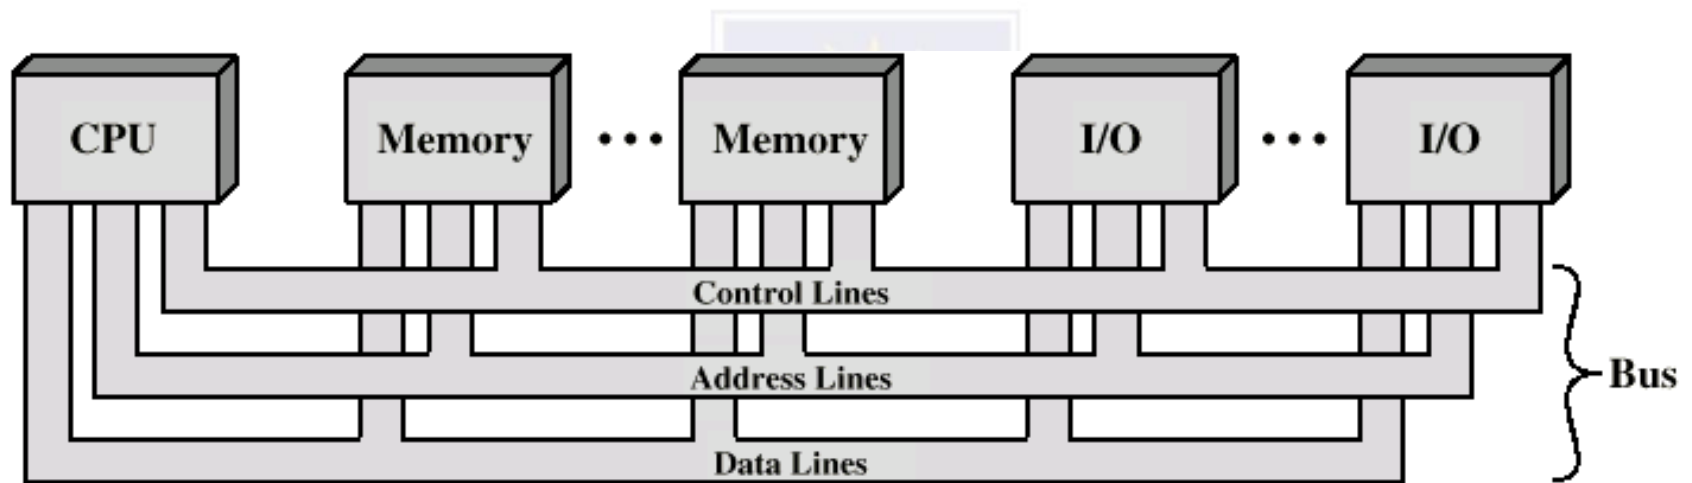 CPU Memory ••• Memory I/O ••• I/O
Control Lines
Address Lines
Bus
Data Lines